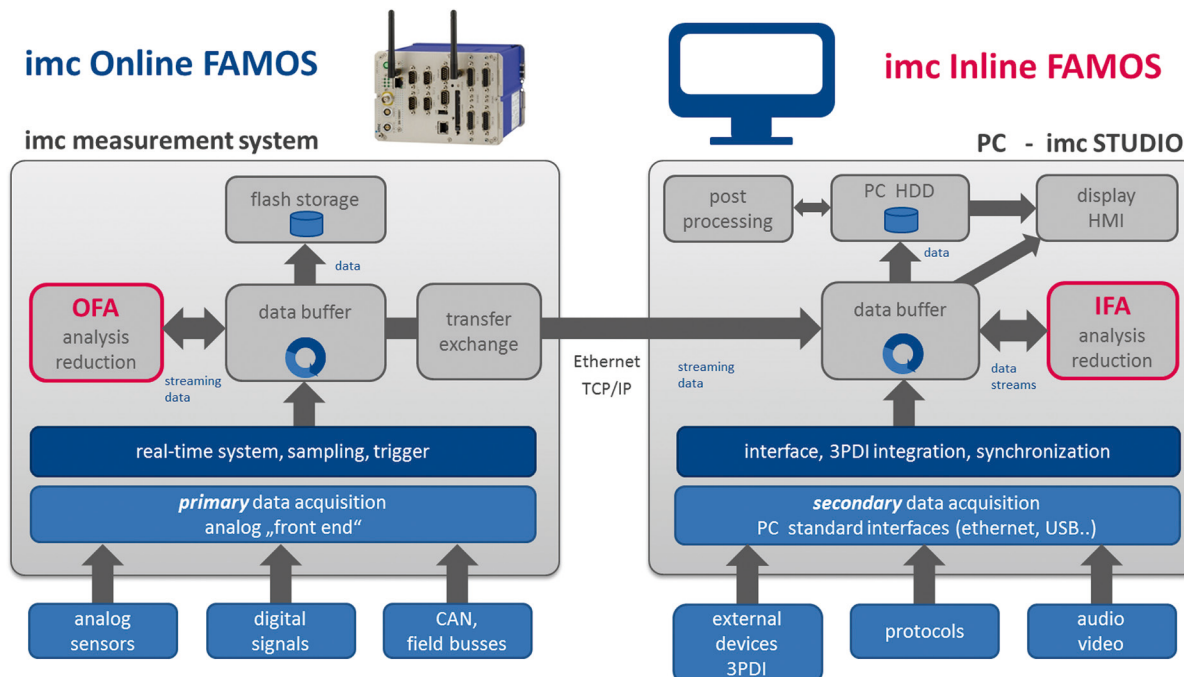 imc Online FAMOS
imc measurement system
flash storage
data
OFA
analysis
reduction
data buffer
transfer
exchange
streaming
data
real-time system, sampling, trigger
primary data acquisition
analog „front end“
analog
sensors
digital
signals
CAN,
field busses
Ethernet
TCP/IP
imc Inline FAMOS
PC - imc STUDIO
post
processing
PC HDD
display
HMI
data
data buffer
IFA
analysis
reduction
streaming
data
data
streams
interface, 3PDI integration, synchronization
secondary data acquisition
PC standard interfaces (ethernet, USB..)
external
devices
3PDI
protocols
audio
video